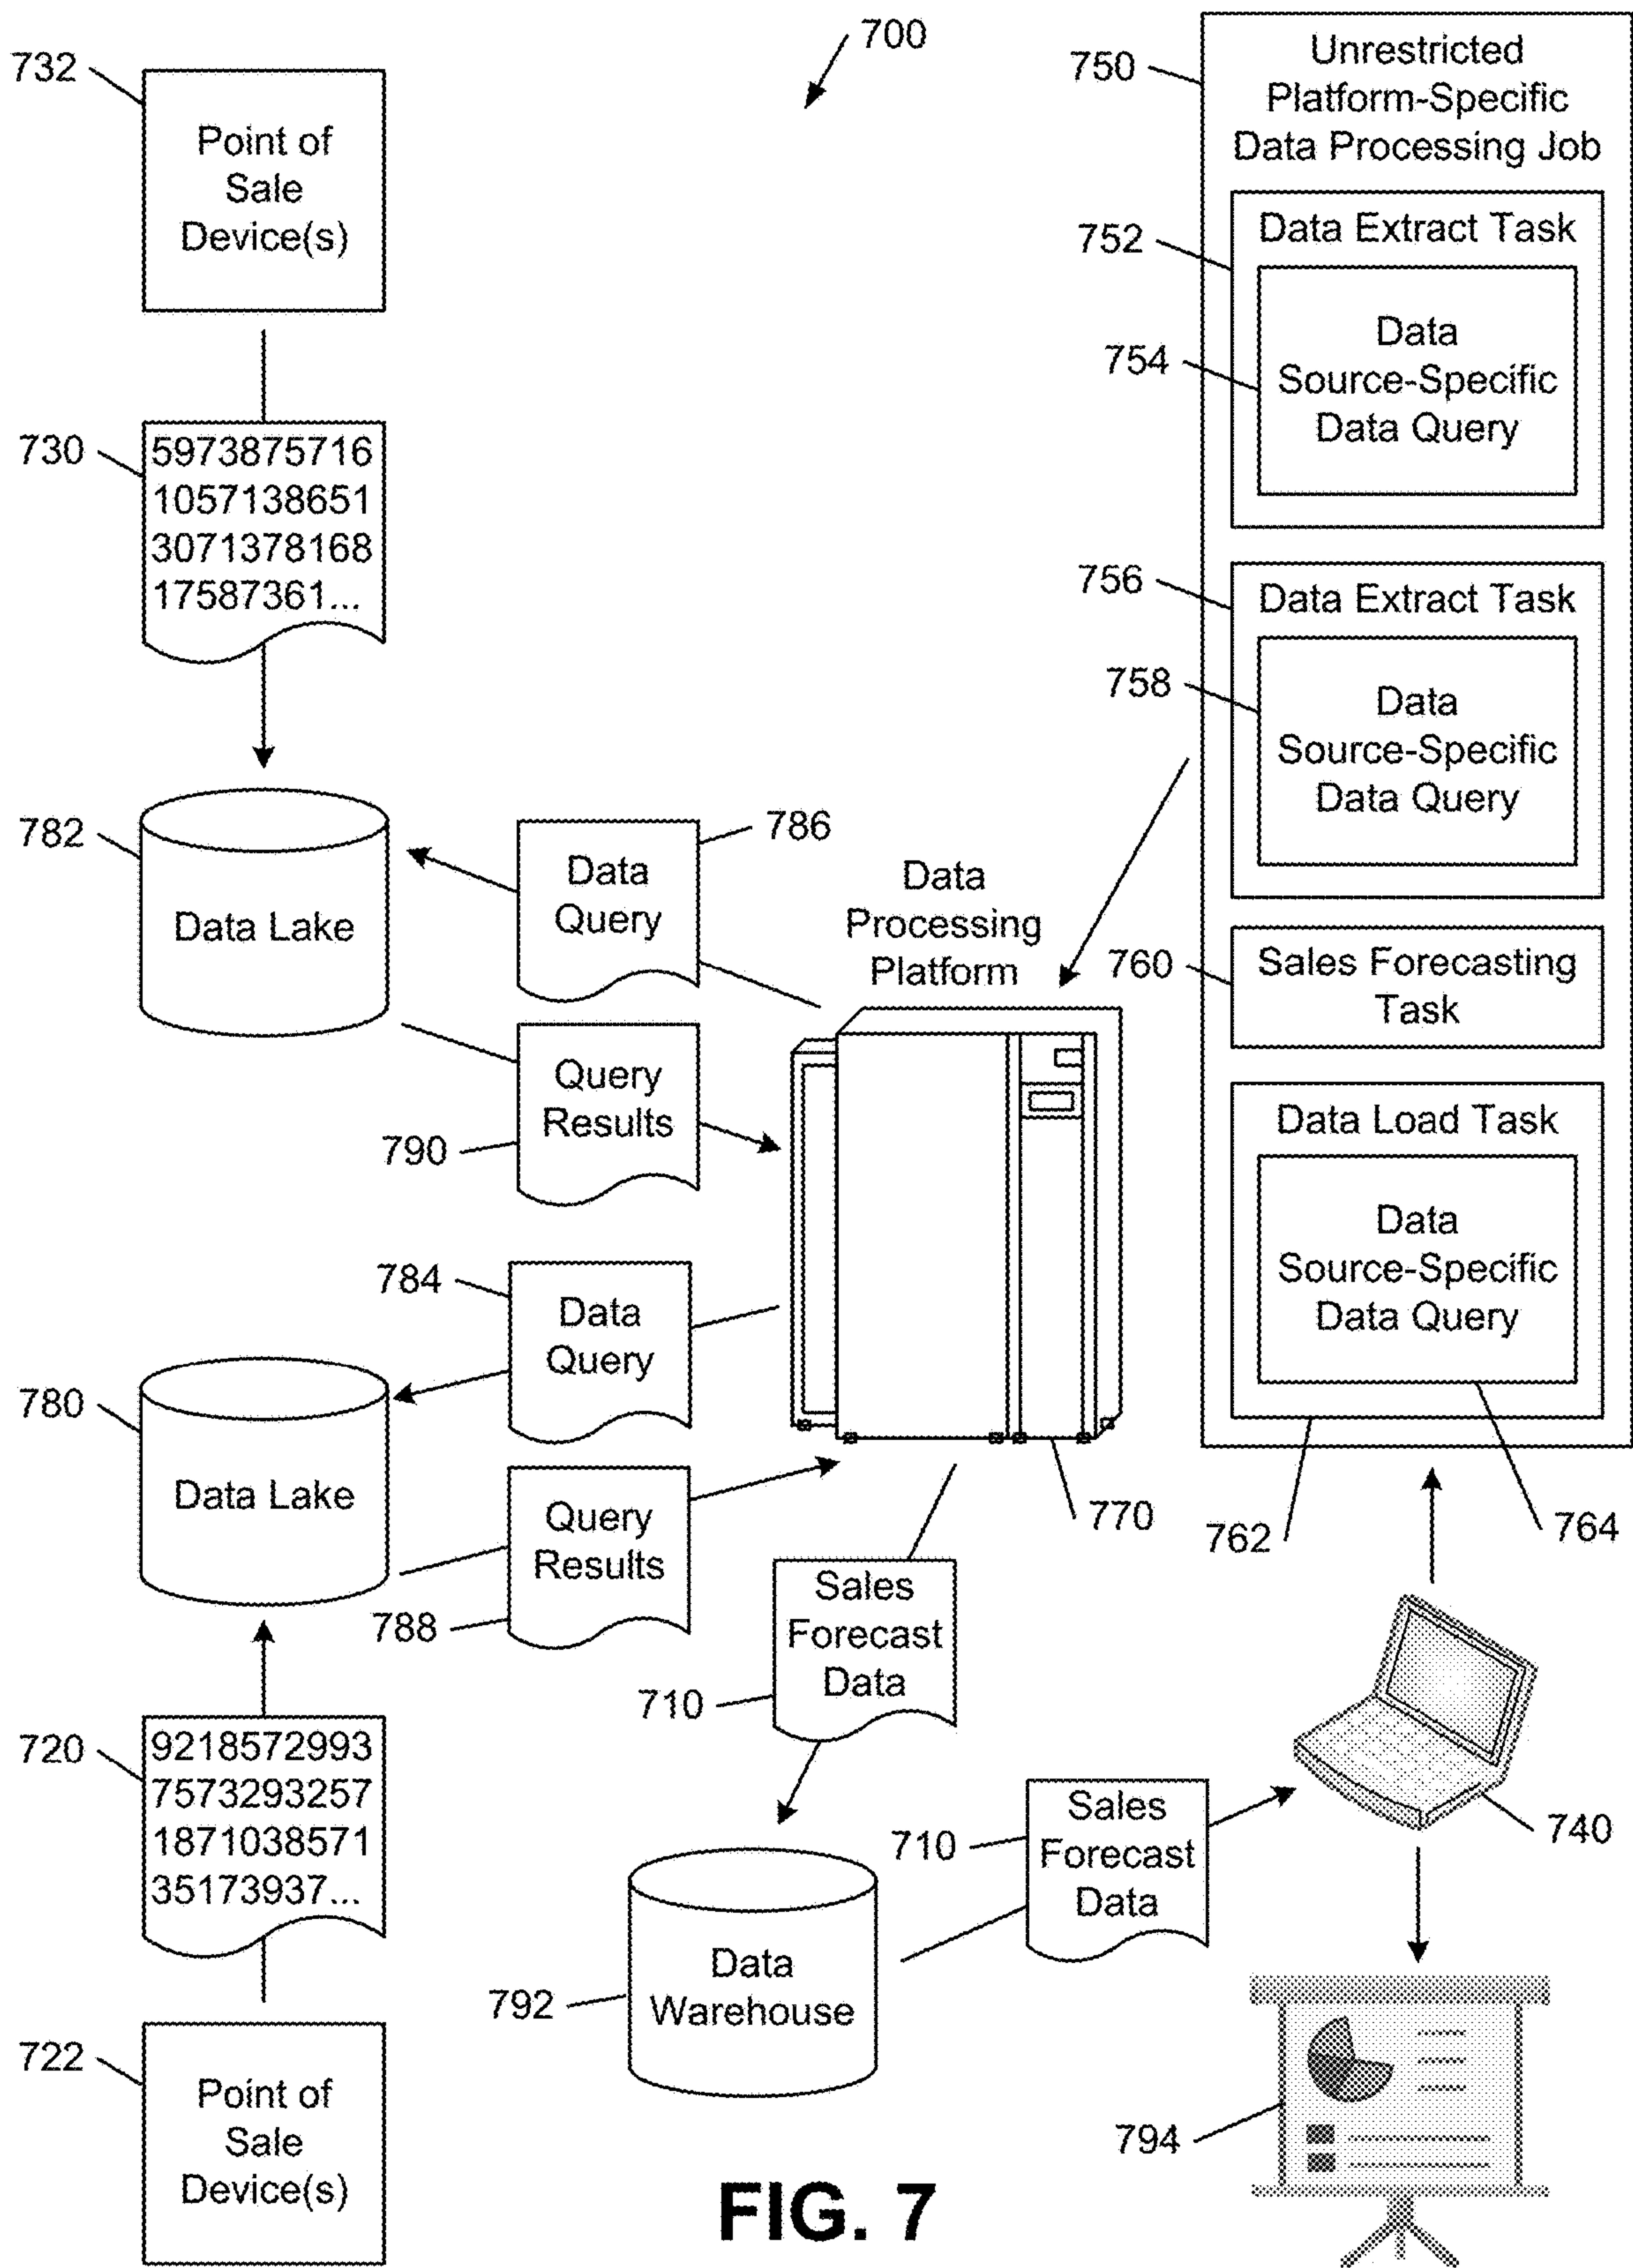 700
732
Point of
Sale
Device(s)
730
5973875716
1057138651
3071378168
17587361...
782
Data Lake
786
Data
Query
790
Query
Results
Data
Processing
Platform
770
784
Data
Query
788
Query
Results
780
Data Lake
720
9218572993
7573293257
1871038571
35173937...
722
Point of
Sale
Device(s)
750
Unrestricted
Platform-Specific
Data Processing Job
752
Data Extract Task
754
Data
Source-Specific
Data Query
756
Data Extract Task
758
Data
Source-Specific
Data Query
760
Sales Forecasting
Task
Data Load Task
Data
Source-Specific
Data Query
762
764
710
Sales
Forecast
Data
792
Data
Warehouse
710
Sales
Forecast
Data
740
794
FIG. 7